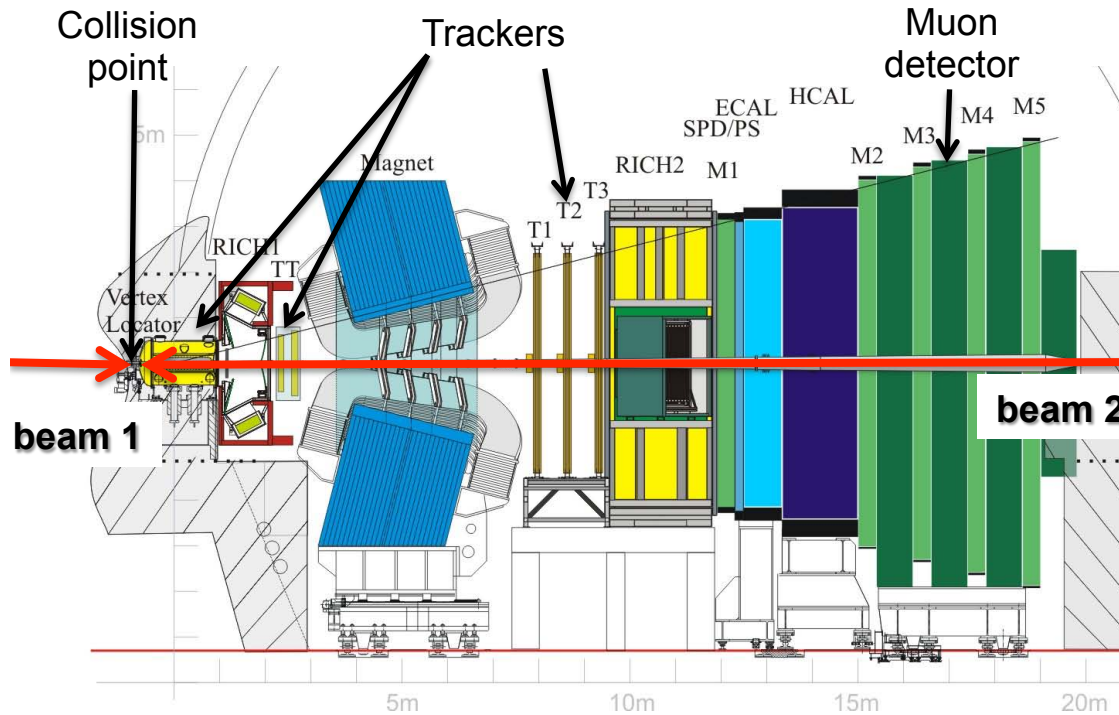 Collision
point
Trackers
Muon
detector
5m
Magnet
SPD/PS
ECAL
HCAL
RICH2
M1
M2
M3
M4
M5
T1
T2
T3
RICH1
TT
Vertex
Locator
beam 1
beam 2
5m
10m
15m
20m